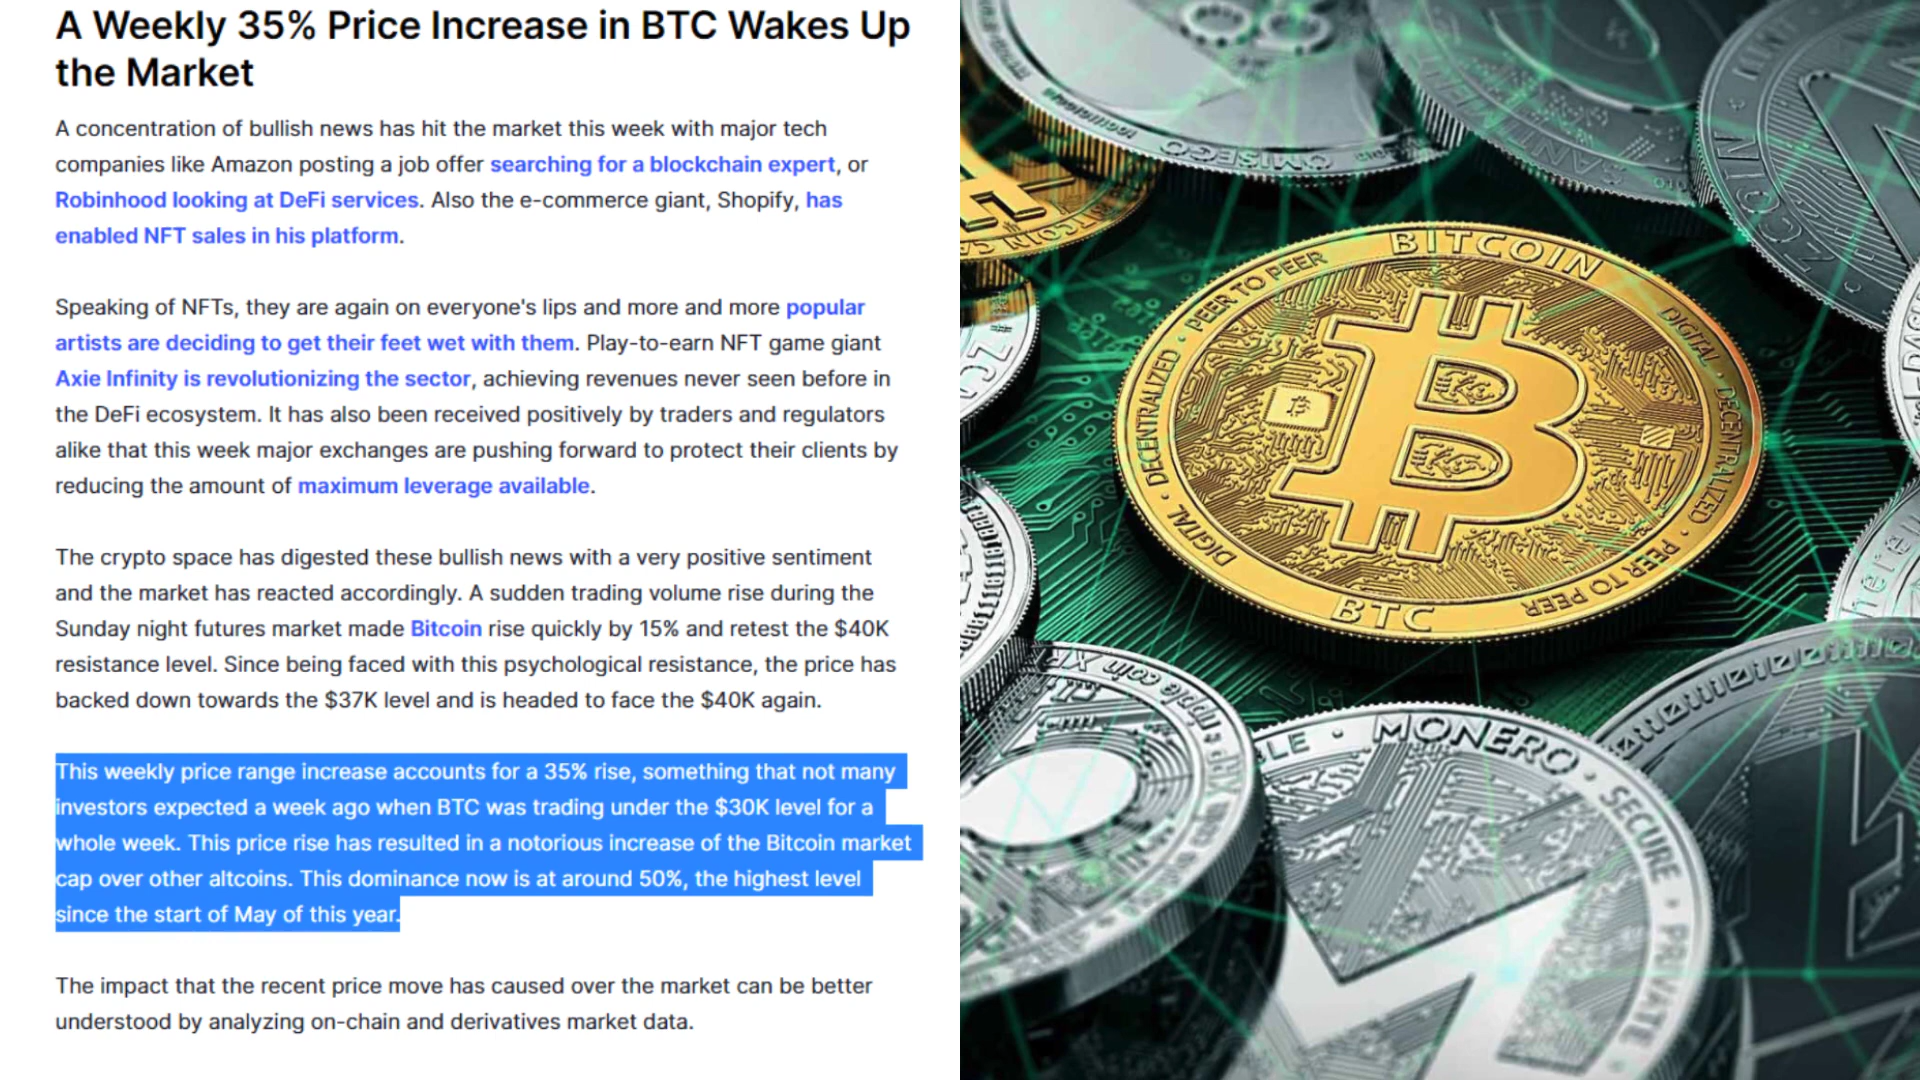 A Weekly 35% Price Increase in BTC Wakes Up
the Market
A concentration of bullish news has hit the market this week with major tech
companies like Amazon posting a job offer searching for a blockchain expert, or
Robinhood looking at DeFi services. Also the e-commerce giant, Shopify, has
enabled NFT sales in his platform.
Speaking of NFTs, they are again on everyone's lips and more and more popular
artists are deciding to get their feet wet with them. Play-to-earn NFT game giant
Axie Infinity is revolutionizing the sector, achieving revenues never seen before in
the DeFi ecosystem. It has also been received positively by traders and regulators
alike that this week major exchanges are pushing forward to protect their clients by
reducing the amount of maximum leverage available.
The crypto space has digested these bullish news with a very positive sentiment
and the market has reacted accordingly. A sudden trading volume rise during the
Sunday night futures market made Bitcoin rise quickly by 15% and retest the $40K
resistance level. Since being faced with this psychological resistance, the price has
backed down towards the $37K level and is headed to face the $40K again.
This weekly price range increase accounts for a 35% rise, something that not many
investors expected a week ago when BTC was trading under the $30K level for a
whole week. This price rise has resulted in a notorious increase of the Bitcoin market
cap over other altcoins. This dominance now is at around 50%, the highest level
since the start of May of this year.
The impact that the recent price move has caused over the market can be better
understood by analyzing on-chain and derivatives market data.
OMISEGO
BITCOIN
DIGITAL · DECENTRALIZED · PEER TO PEER
BTC
DIGITAL · DECENTRALIZED · PEER TO PEER
ripple coin XRP
MONERO · SECURE · PRIVATE